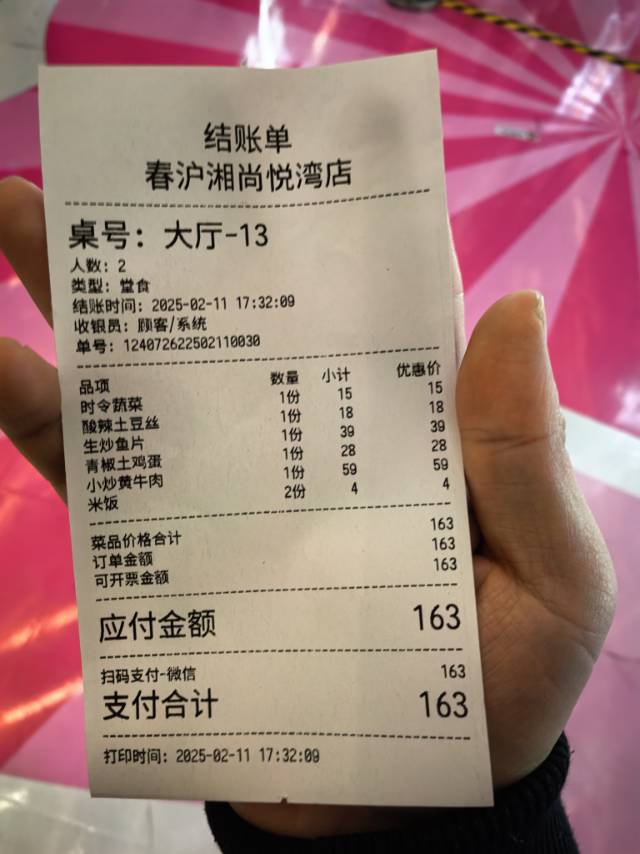 结账单
春沪湘尚悦湾店
桌号：大厅-13
人数：2
类型：堂食
结账时间：2025-02-11 17:32:09
收银员：顾客/系统
单号：124072622502110030
品项 数量 小计 优惠价
时令蔬菜 1份 15 15
酸辣土豆丝 1份 18 18
生炒鱼片 1份 39 39
青椒土鸡蛋 1份 28 28
小炒黄牛肉 1份 59 59
米饭 2份 4 4
菜品价格合计 163
订单金额 163
可开票金额 163
应付金额 163
扫码支付-微信 163
支付合计 163
打印时间：2025-02-11 17:32:09